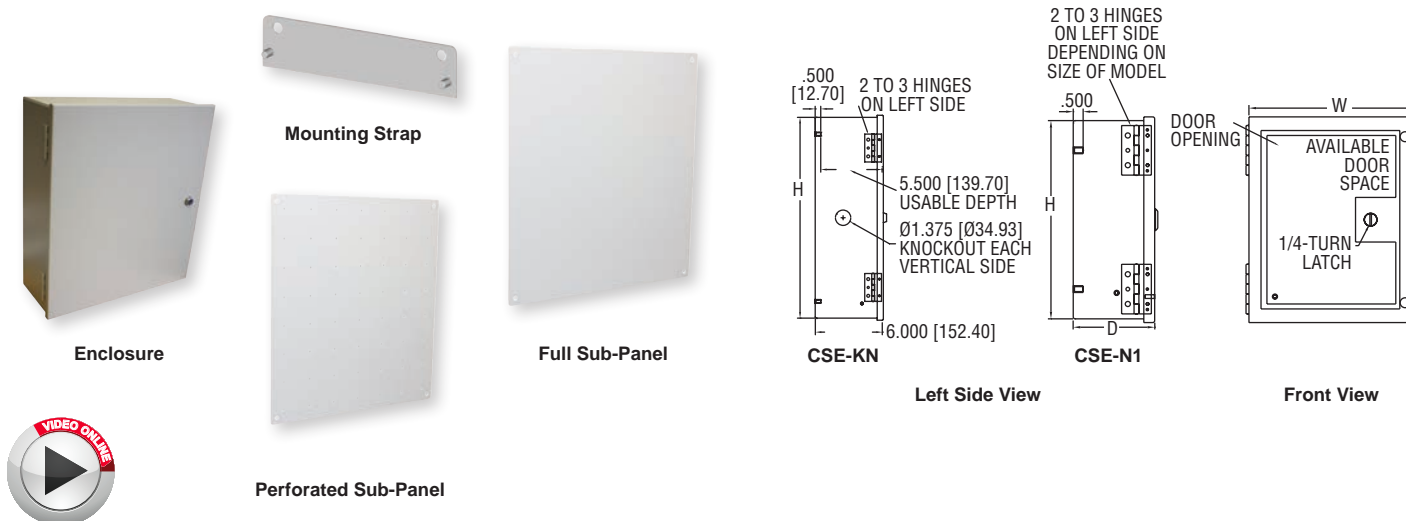 Mounting Strap
Enclosure
Full Sub-Panel
Perforated Sub-Panel
VIDEO ONLINE
.500
[12.70]
2 TO 3 HINGES
ON LEFT SIDE
H
5.500 [139.70]
USABLE DEPTH
Ø1.375 [Ø34.93]
KNOCKOUT EACH
VERTICAL SIDE
6.000 [152.40]
CSE-KN
2 TO 3 HINGES
ON LEFT SIDE
DEPENDING ON
SIZE OF MODEL
.500
H
D
CSE-N1
Left Side View
W
DOOR
OPENING
AVAILABLE
DOOR
SPACE
1/4-TURN
LATCH
Front View